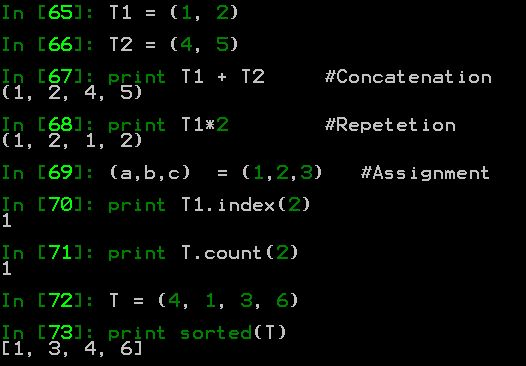 In [65]: T1 = (1, 2)
In [66]: T2 = (4, 5)
In [67]: print T1 + T2      #Concatenation
(1, 2, 4, 5)
In [68]: print T1*2         #Repetetion
(1, 2, 1, 2)
In [69]: (a,b,c)  = (1,2,3)    #Assignment
In [70]: print T1.index(2)
1
In [71]: print T.count(2)
1
In [72]: T = (4, 1, 3, 6)
In [73]: print sorted(T)
[1, 3, 4, 6]